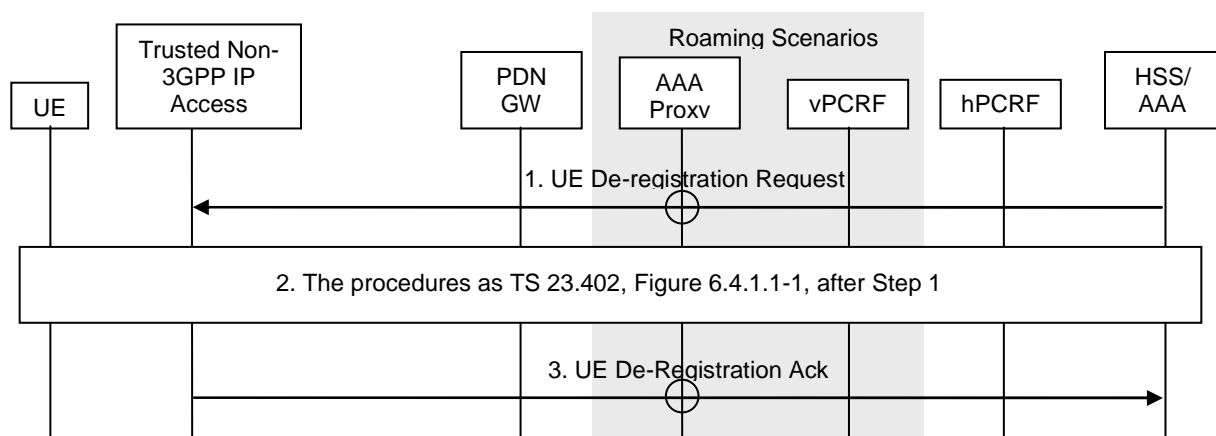 Roaming Scenarios
UE
Trusted Non-
3GPP IP
Access
PDN
GW
AAA
Proxy
vPCRF
hPCRF
HSS/
AAA
1. UE De-registration Request
2. The procedures as TS 23.402, Figure 6.4.1.1-1, after Step 1
3. UE De-Registration Ack